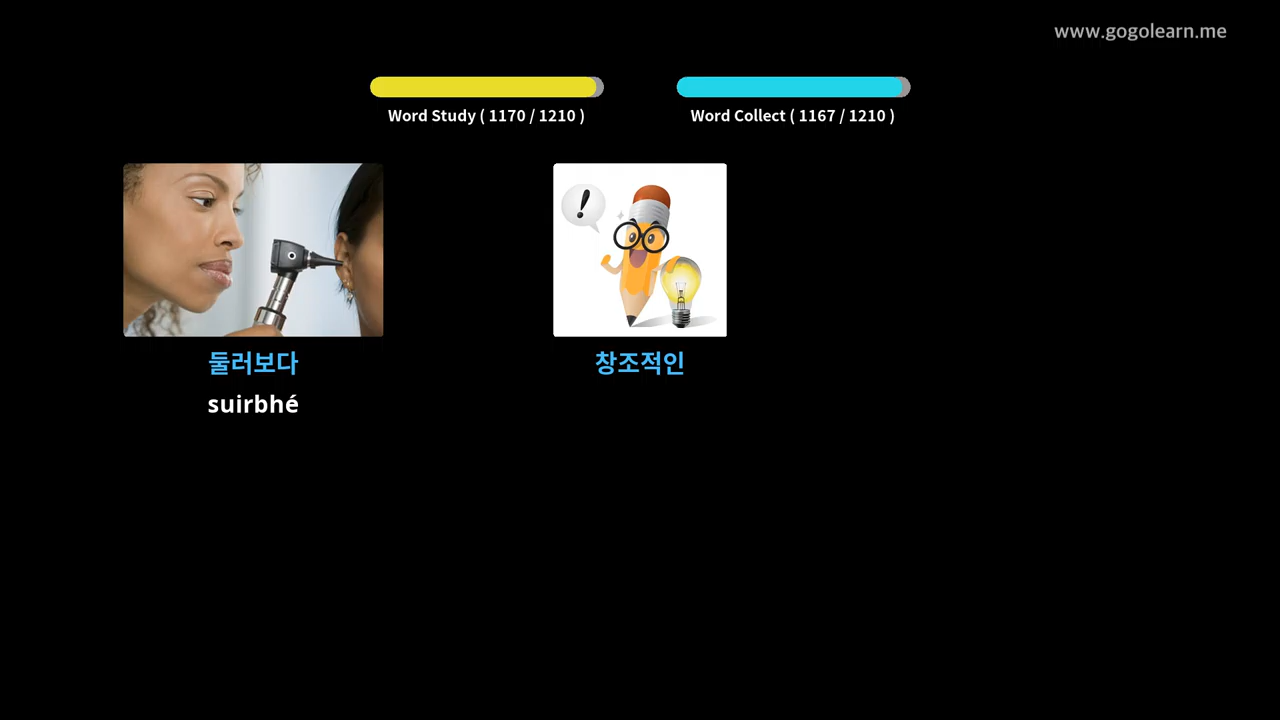 www.gogolearn.me
Word Study ( 1170 / 1210 )
Word Collect ( 1167 / 1210 )
!
둘러보다
창조적인
suirbhé